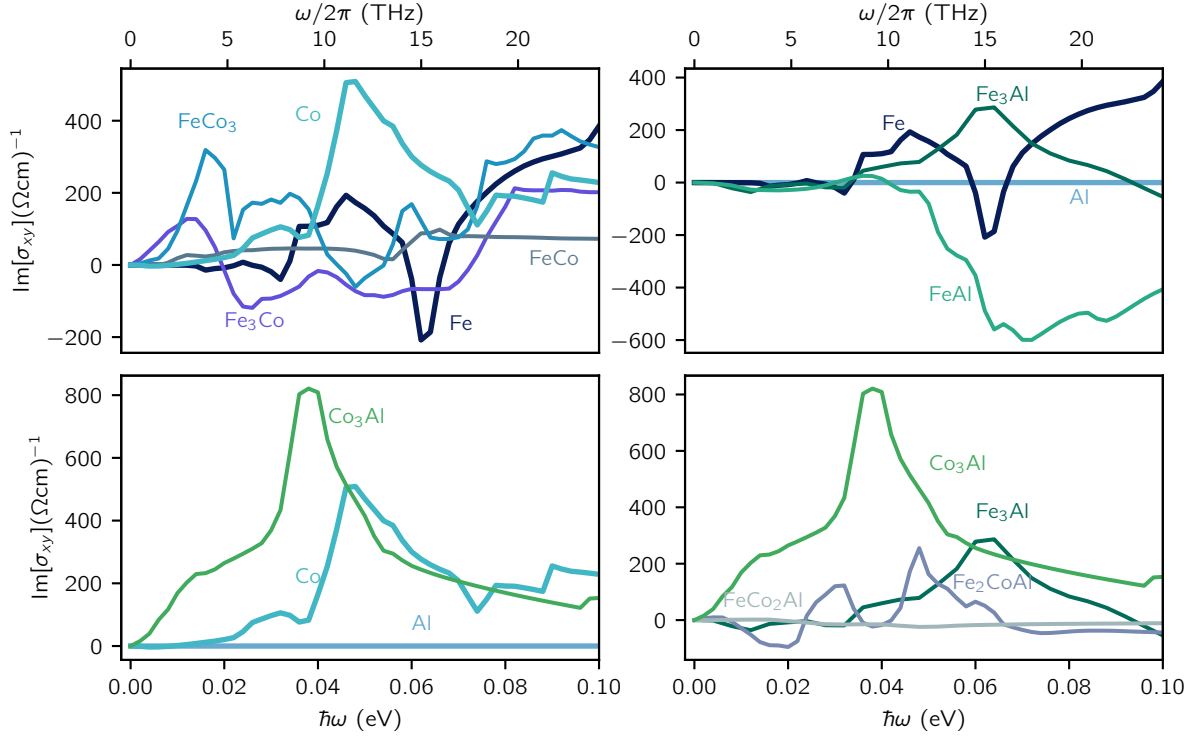 ω/2π (THz) ω/2π (THz)
0 5 10 15 20 0 5 10 15 20
Im[σxy](Ωcm)⁻¹
400
200
0
−200
FeCo₃
Co
FeCo
Fe₃Co
Fe
400
200
0
−200
−400
−600
Fe₃Al
Fe
Al
FeAl
Im[σxy](Ωcm)⁻¹
800
600
400
200
0
Co₃Al
Co
Al
0.00 0.02 0.04 0.06 0.08 0.10
ħω (eV)
800
600
400
200
0
Co₃Al
Fe₃Al
Fe₂CoAl
FeCo₂Al
0.00 0.02 0.04 0.06 0.08 0.10
ħω (eV)